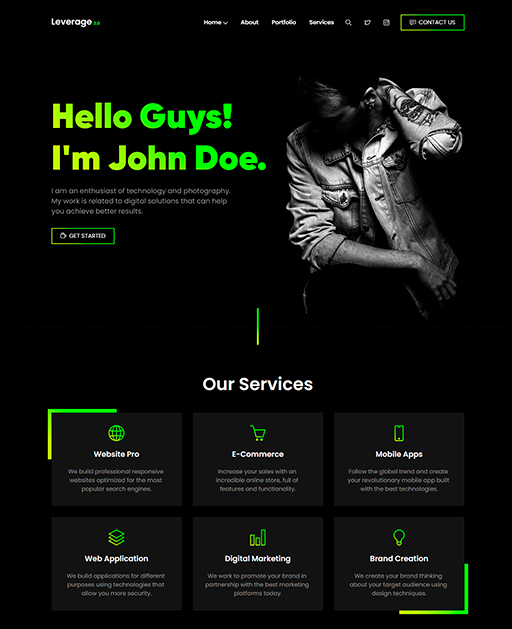 Leverage 2.0
Home
About
Portfolio
Services
CONTACT US
Hello Guys!
I'm John Doe.
I am an enthusiast of technology and photography.
My work is related to digital solutions that can help
you achieve better results.
GET STARTED
Our Services
Website Pro
We build professional responsive
websites optimized for the most
popular search engines.
E-Commerce
Increase your sales with an
incredible online store, full of
features and functionality.
Mobile Apps
Follow the global trend and create
your revolutionary mobile app built
with the best technologies.
Web Application
We build applications for different
purposes using technologies that
allow you more security.
Digital Marketing
We work to promote your brand in
partnership with the best marketing
platforms today.
Brand Creation
We create your brand thinking
about your target audience using
design techniques.